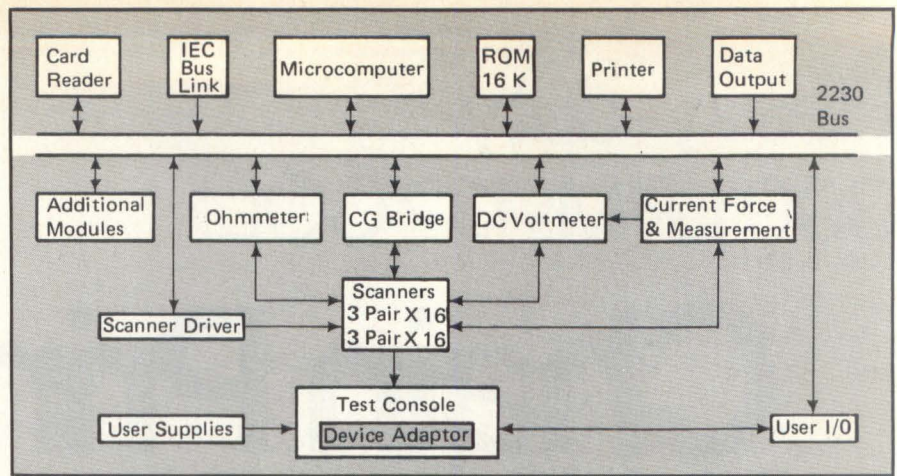 Card
Reader
IEC
Bus
Link
Microcomputer
ROM
16 K
Printer
Data
Output
2230
Bus
Additional
Modules
Ohmmeter
CG Bridge
DC Voltmeter
Current Force
& Measurement
Scanners
3 Pair X 16
3 Pair X 16
Scanner Driver
Test Console
Device Adaptor
User Supplies
User I/0